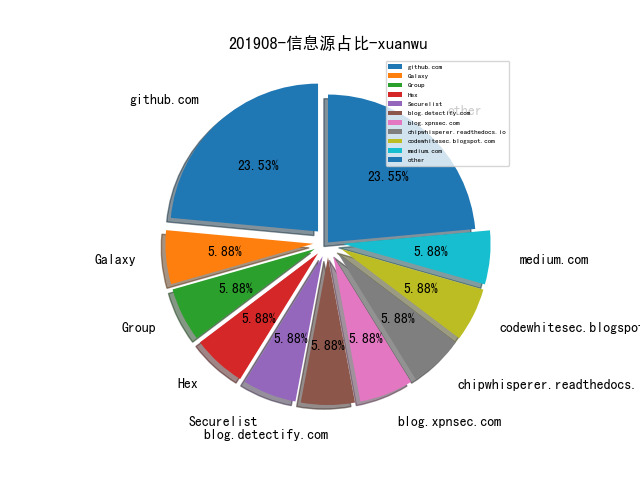 201908-信息源占比-xuanwu
github.com
Galaxy
Group
Hex
Securelist
blog.detectify.com
blog.xpnsec.com
chipwhisperer.readthedocs.io
codewhitesec.blogspot.com
medium.com
other
other
github.com
23.53%
23.55%
Galaxy
5.88%
5.88%
medium.com
Group
5.88%
5.88%
codewhitesec.blogspot
Hex
5.88%
5.88%
chipwhisperer.readthedocs.
Securelist
5.88%
5.88%
5.88%
blog.xpnsec.com
blog.detectify.com